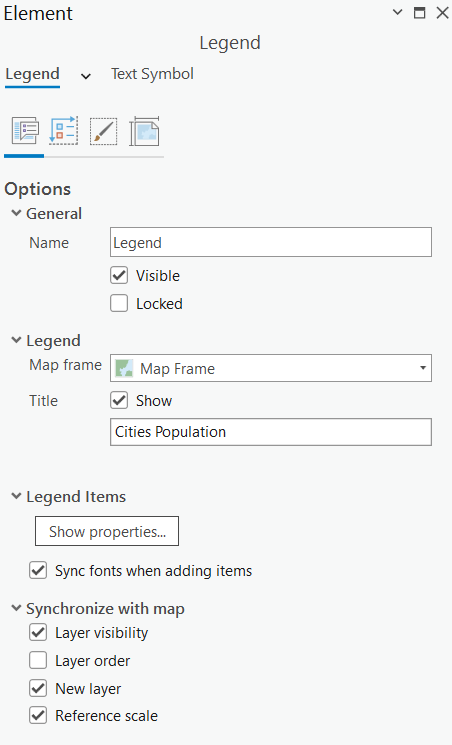 Element
Legend
Legend Text Symbol
Options
General
Name Legend
Visible
Locked
Legend
Map frame Map Frame
Title Show
Cities Population
Legend Items
Show properties...
Sync fonts when adding items
Synchronize with map
Layer visibility
Layer order
New layer
Reference scale